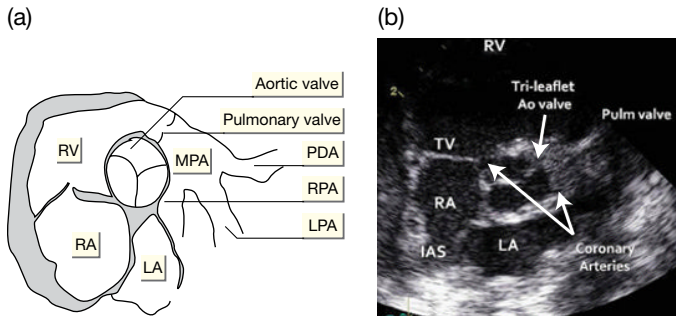 (a)
Aortic valve
Pulmonary valve
PDA
RPA
LPA
RV
MPA
RA
LA
(b)
RV
2
Tri-leaflet
Ao valve
Pulm valve
TV
RA
IAS
LA
Coronary
Arteries